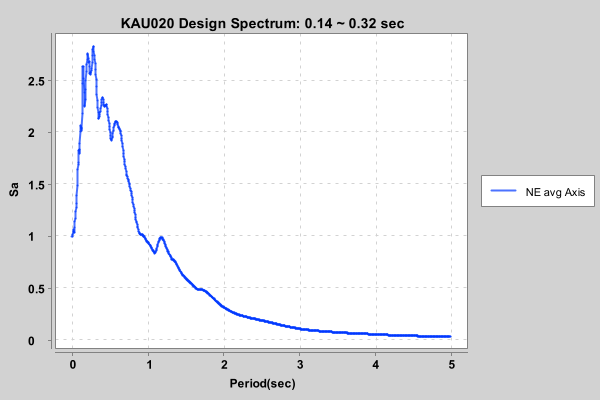 KAU020 Design Spectrum: 0.14 ~ 0.32 sec
2.5
2
1.5
1
0.5
0
Sa
0 1 2 3 4 5
Period(sec)
NE avg Axis